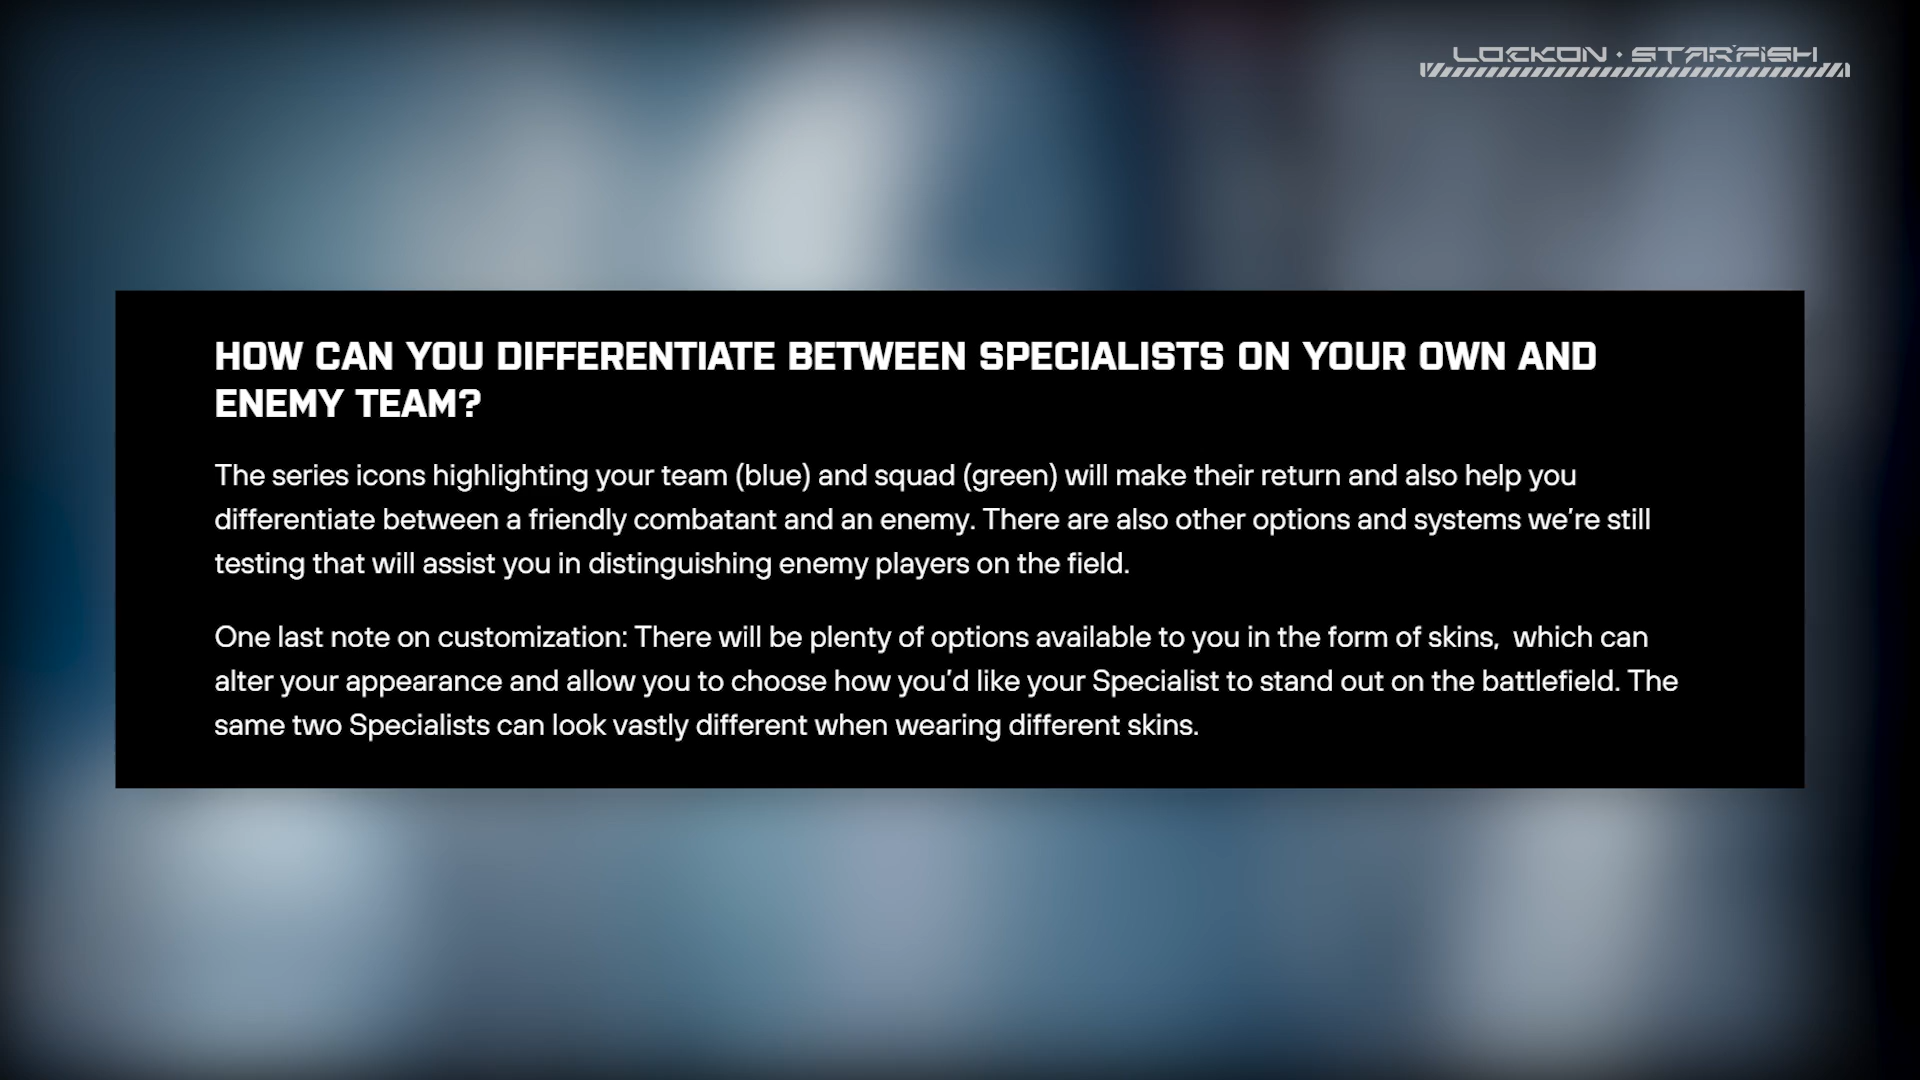 LOCKON · STARFISH
HOW CAN YOU DIFFERENTIATE BETWEEN SPECIALISTS ON YOUR OWN AND
ENEMY TEAM?
The series icons highlighting your team (blue) and squad (green) will make their return and also help you
differentiate between a friendly combatant and an enemy. There are also other options and systems we’re still
testing that will assist you in distinguishing enemy players on the field.
One last note on customization: There will be plenty of options available to you in the form of skins,  which can
alter your appearance and allow you to choose how you’d like your Specialist to stand out on the battlefield. The
same two Specialists can look vastly different when wearing different skins.